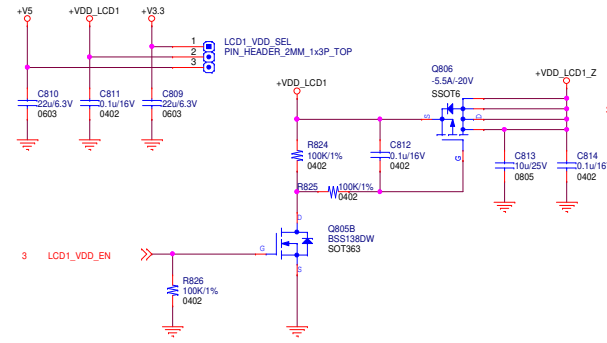 +V5
+VDD_LCD1
+V3.3
1
2
3
LCD1_VDD_SEL
PIN_HEADER_2MM_1x3P_TOP
C810
22u/6.3V
0603
C811
0.1u/16V
0402
C809
22u/6.3V
0603
+VDD_LCD1
Q806
-5.5A/-20V
SSOT6
+VDD_LCD1_Z
S
D
G
R824
100K/1%
0402
C812
0.1u/16V
0402
R825
100K/1%
0402
C813
10u/25V
0805
C814
0.1u/16V
0402
D
G
S
Q805B
BSS138DW
SOT363
3
LCD1_VDD_EN
R826
100K/1%
0402